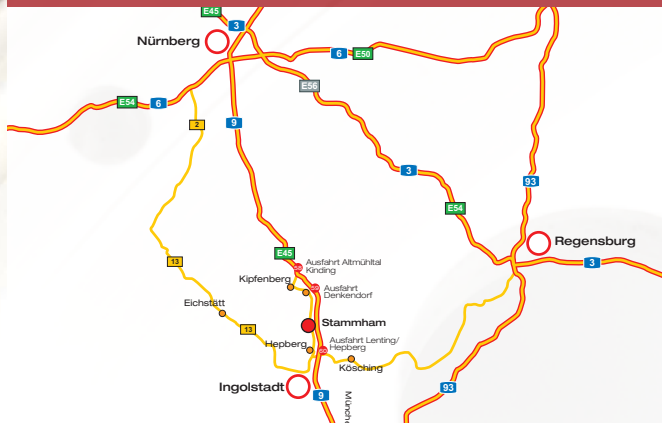 E45
3
Nürnberg
6
E50
E56
E54
6
2
9
3
93
E54
Regensburg
3
13
E45
Ausfahrt Altmühltal
Kinding
Kipfenberg
Ausfahrt
Denkendorf
Eichstätt
13
Stammham
Hepberg
Ausfahrt Lenting/
Hepberg
Kösching
Ingolstadt
9
93